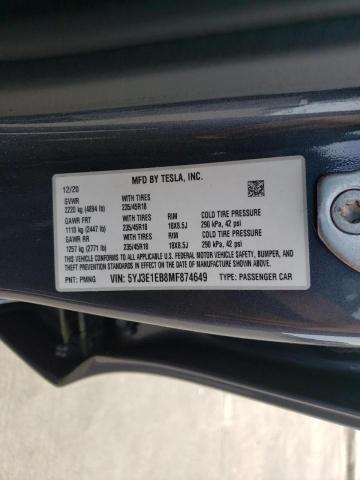 MFD BY TESLA, INC.
12/20
GVWR WITH TIRES
2220 kg (4894 lb) 235/45R18
GAWR FRT WITH TIRES RIM COLD TIRE PRESSURE
1110 kg (2447 lb) 235/45R18 18X8.5J 290 kPa, 42 psi
GAWR RR WITH TIRES RIM COLD TIRE PRESSURE
1257 kg (2771 lb) 235/45R18 18X8.5J 290 kPa, 42 psi
THIS VEHICLE CONFORMS TO ALL APPLICABLE U.S. FEDERAL MOTOR VEHICLE SAFETY, BUMPER, AND
THEFT PREVENTION STANDARDS IN EFFECT ON THE DATE OF MANUFACTURE SHOWN ABOVE.
PNT: PMNG VIN: 5YJ3E1EB8MF874649 TYPE: PASSENGER CAR